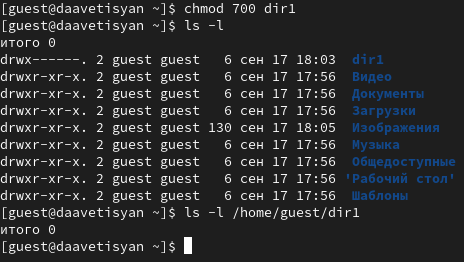 [guest@daavetisyan ~]$ chmod 700 dir1
[guest@daavetisyan ~]$ ls -l
итого 0
drwx------. 2 guest guest   6 сен 17 18:03  dir1
drwxr-xr-x. 2 guest guest   6 сен 17 17:56  Видео
drwxr-xr-x. 2 guest guest   6 сен 17 17:56  Документы
drwxr-xr-x. 2 guest guest   6 сен 17 17:56  Загрузки
drwxr-xr-x. 2 guest guest 130 сен 17 18:05  Изображения
drwxr-xr-x. 2 guest guest   6 сен 17 17:56  Музыка
drwxr-xr-x. 2 guest guest   6 сен 17 17:56  Общедоступные
drwxr-xr-x. 2 guest guest   6 сен 17 17:56 'Рабочий стол'
drwxr-xr-x. 2 guest guest   6 сен 17 17:56  Шаблоны
[guest@daavetisyan ~]$ ls -l /home/guest/dir1
итого 0
[guest@daavetisyan ~]$